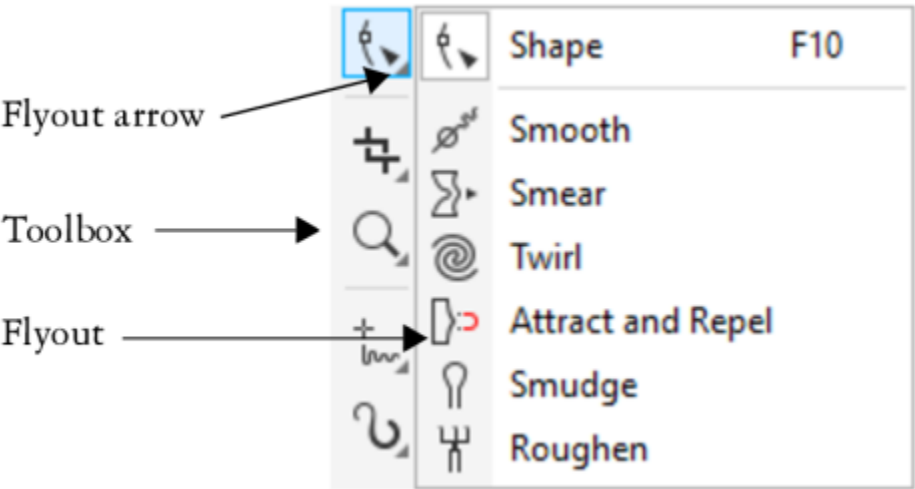 Shape F10
Flyout arrow
Smooth
Smear
Toolbox
Twirl
Flyout
Attract and Repel
Smudge
Roughen